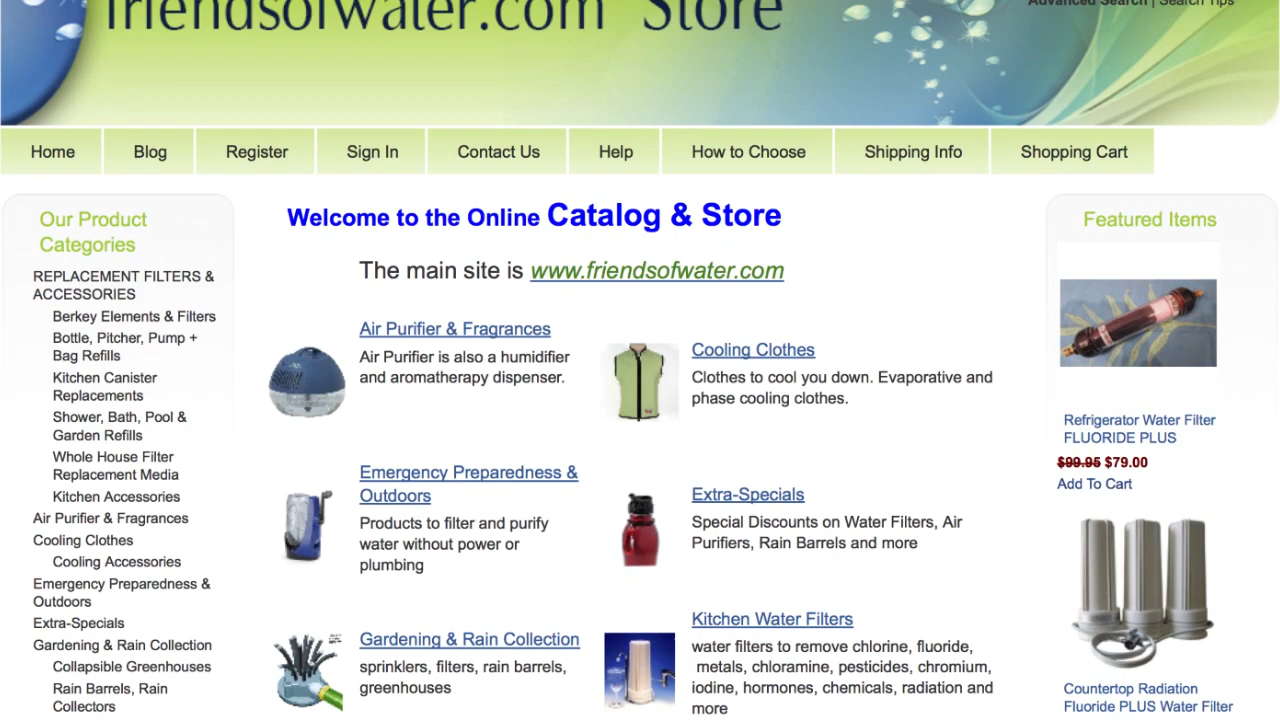 friendsofwater.com Store
Advanced Search | Search Tips
Home
Blog
Register
Sign In
Contact Us
Help
How to Choose
Shipping Info
Shopping Cart
Our Product
Categories
REPLACEMENT FILTERS &
ACCESSORIES
Berkey Elements & Filters
Bottle, Pitcher, Pump +
Bag Refills
Kitchen Canister
Replacements
Shower, Bath, Pool &
Garden Refills
Whole House Filter
Replacement Media
Kitchen Accessories
Air Purifier & Fragrances
Cooling Clothes
Cooling Accessories
Emergency Preparedness &
Outdoors
Extra-Specials
Gardening & Rain Collection
Collapsible Greenhouses
Rain Barrels, Rain
Collectors
Welcome to the Online Catalog & Store
The main site is www.friendsofwater.com
Air Purifier & Fragrances
Air Purifier is also a humidifier
and aromatherapy dispenser.
Cooling Clothes
Clothes to cool you down. Evaporative and
phase cooling clothes.
Emergency Preparedness &
Outdoors
Products to filter and purify
water without power or
plumbing
Extra-Specials
Special Discounts on Water Filters, Air
Purifiers, Rain Barrels and more
Gardening & Rain Collection
sprinklers, filters, rain barrels,
greenhouses
Kitchen Water Filters
water filters to remove chlorine, fluoride,
metals, chloramine, pesticides, chromium,
iodine, hormones, chemicals, radiation and
more
Featured Items
Refrigerator Water Filter
FLUORIDE PLUS
$99.95 $79.00
Add To Cart
Countertop Radiation
Fluoride PLUS Water Filter